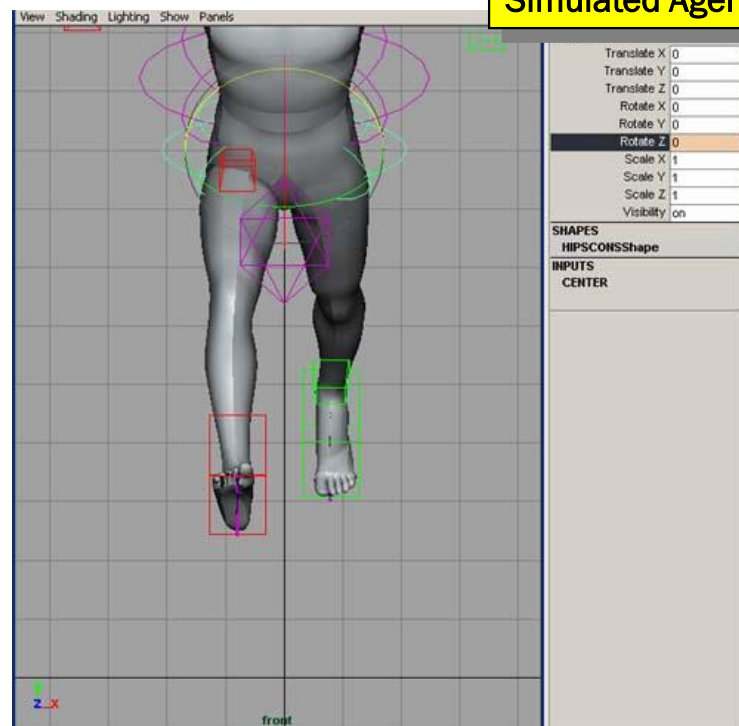 Simulated Agen
View Shading Lighting Show Panels
Translate X 0
Translate Y 0
Translate Z 0
Rotate X 0
Rotate Y 0
Rotate Z 0
Scale X 1
Scale Y 1
Scale Z 1
Visibility on
SHAPES
HIPSCONSShape
INPUTS
CENTER
z x
front